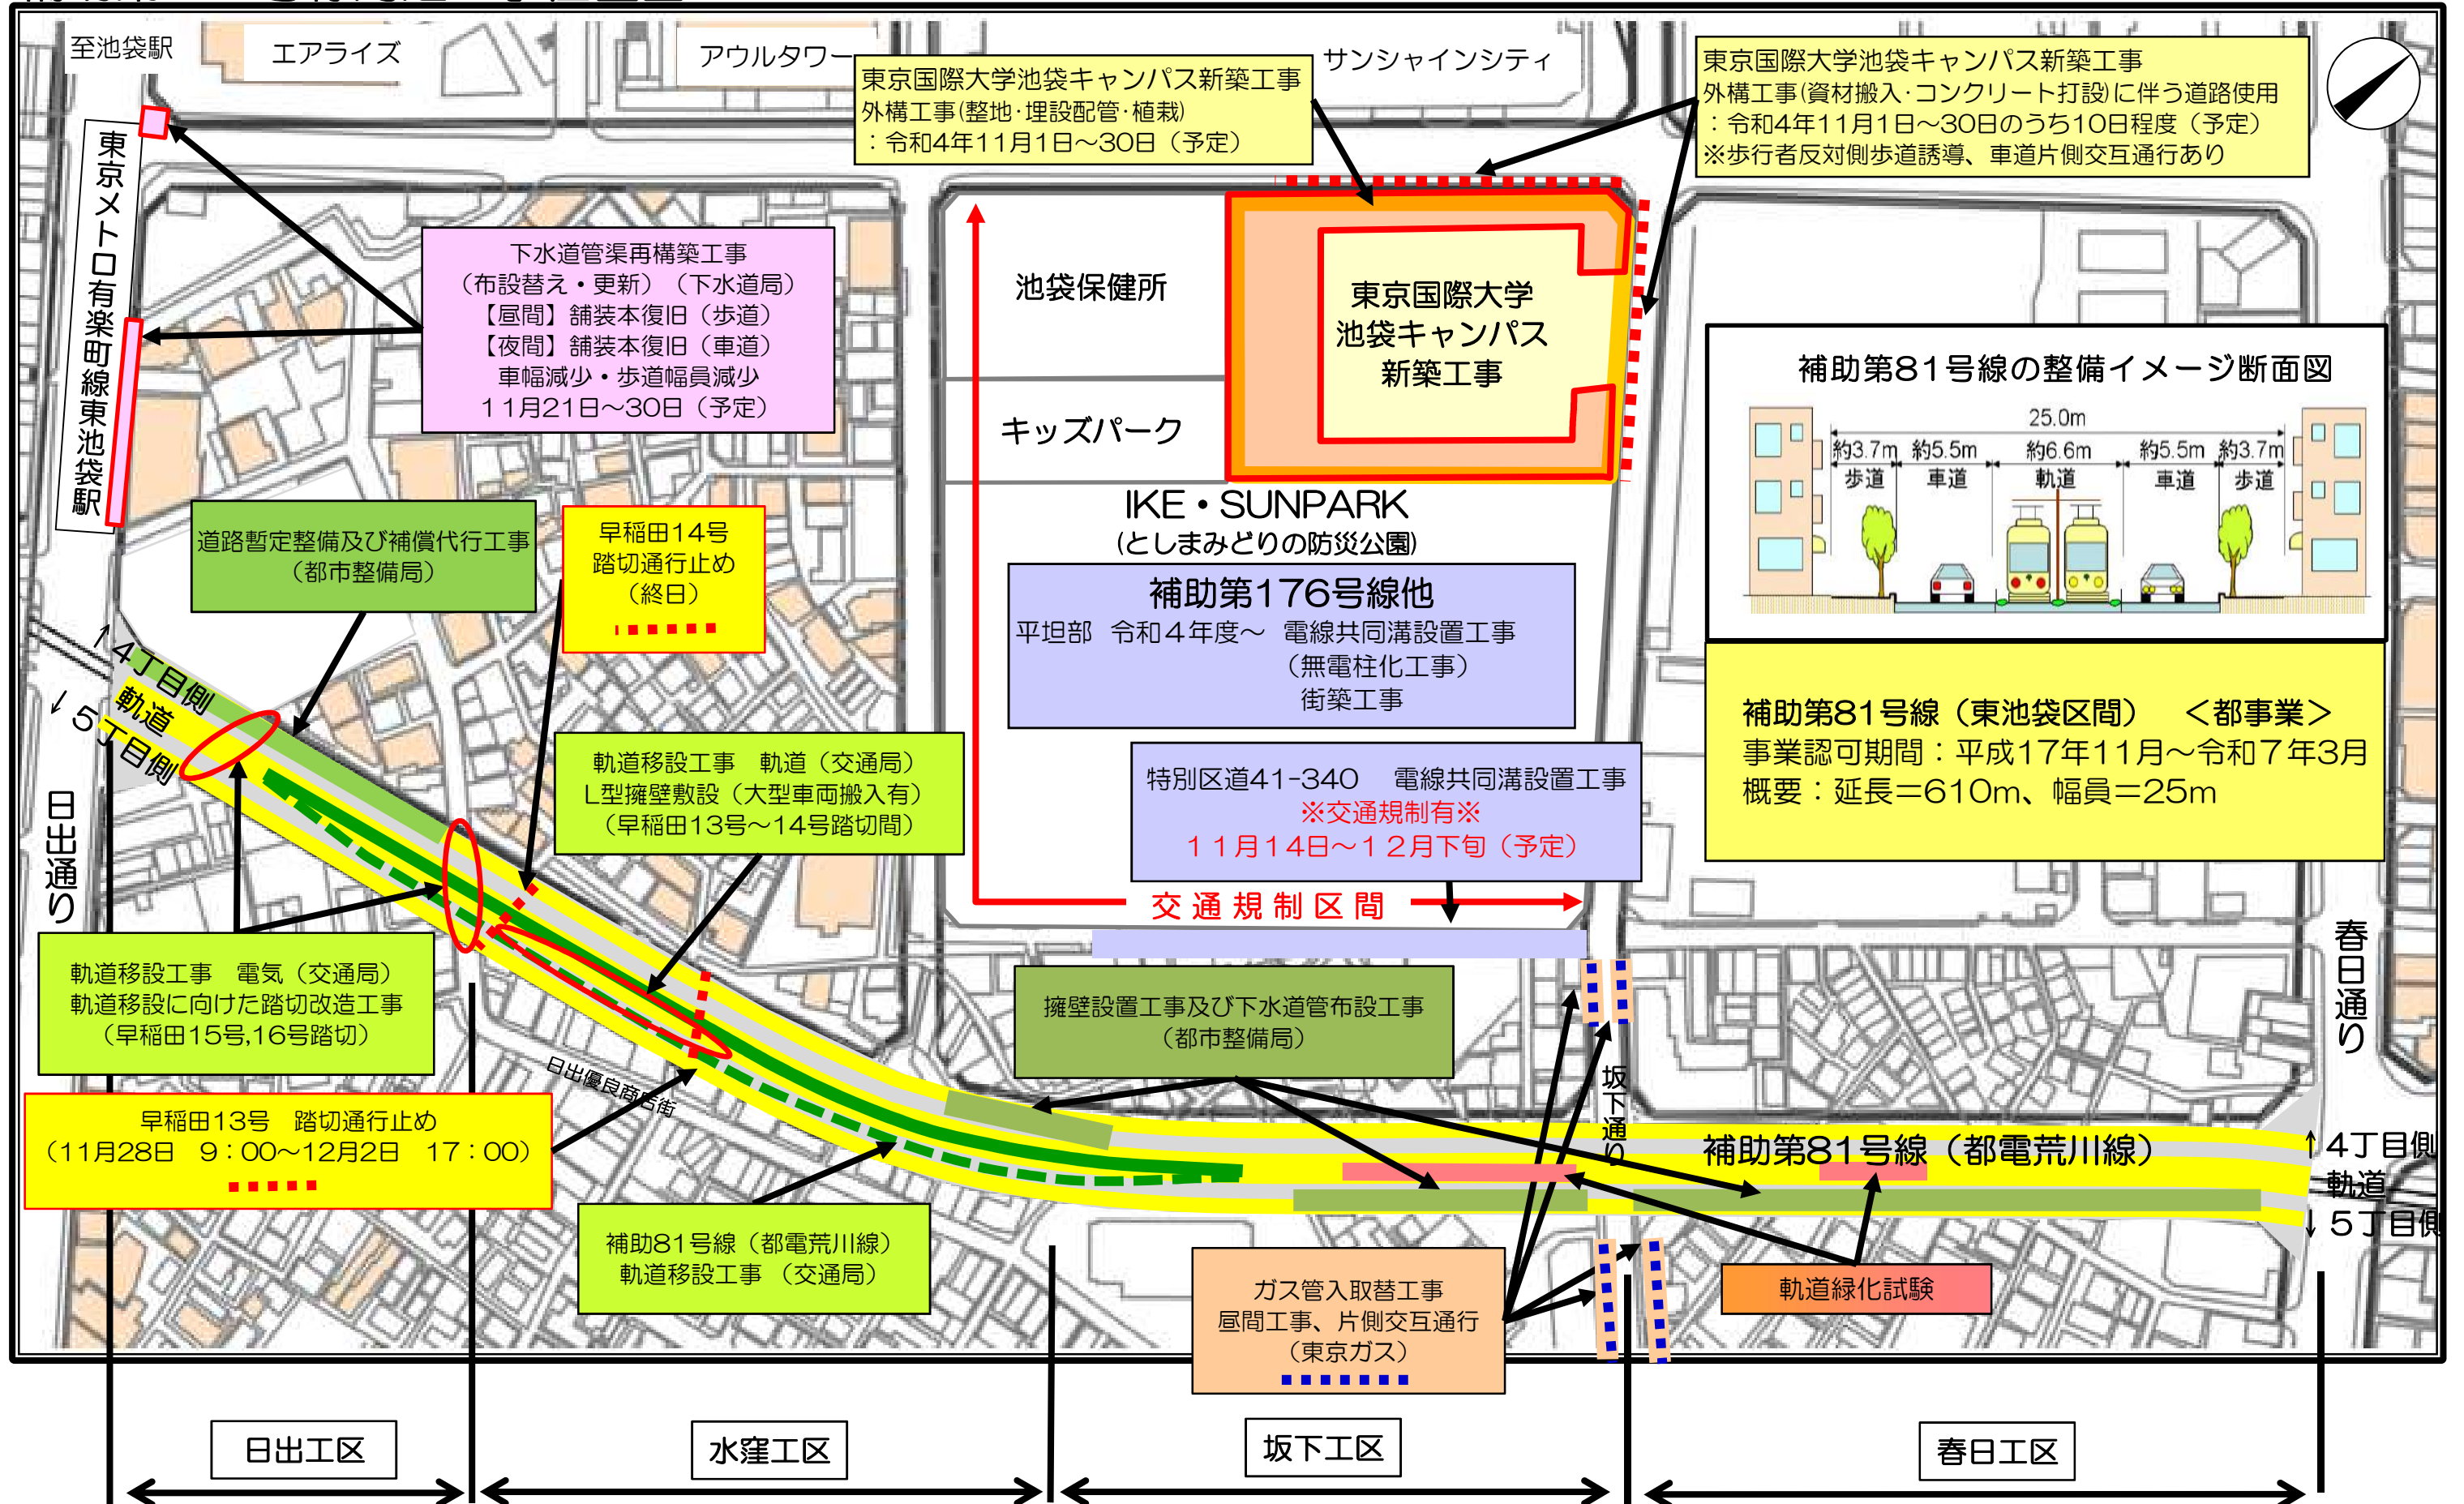 至池袋駅
エアライズ
アウルタワー
サンシャインシティ
東京国際大学池袋キャンパス新築工事
外構工事(整地・埋設配管・植栽)
：令和4年11月1日～30日（予定）
東京国際大学池袋キャンパス新築工事
外構工事(資材搬入・コンクリート打設)に伴う道路使用
：令和4年11月1日～30日のうち10日程度（予定）
※歩行者反対側歩道誘導、車道片側交互通行あり
東京メトロ有楽町線東池袋駅
下水道管渠再構築工事
（布設替え・更新）（下水道局）
【昼間】舗装本復旧（歩道）
【夜間】舗装本復旧（車道）
車幅減少・歩道幅員減少
11月21日～30日（予定）
池袋保健所
キッズパーク
東京国際大学
池袋キャンパス
新築工事
IKE・SUNPARK
(としまみどりの防災公園)
補助第81号線の整備イメージ断面図
25.0m
約3.7m 約5.5m 約6.6m 約5.5m 約3.7m
歩道 車道 軌道 車道 歩道
道路暫定整備及び補償代行工事
（都市整備局）
早稲田14号
踏切通行止め
（終日）
補助第176号線他
平坦部 令和4年度～ 電線共同溝設置工事
（無電柱化工事）
街築工事
↑4丁目側
軌道
↓5丁目側
日出通り
軌道移設工事　軌道（交通局）
L型擁壁敷設（大型車両搬入有）
（早稲田13号～14号踏切間）
特別区道41-340　電線共同溝設置工事
※交通規制有※
11月14日～12月下旬（予定）
交通規制区間
補助第81号線（東池袋区間）　＜都事業＞
事業認可期間：平成17年11月～令和7年3月
概要：延長＝610m、幅員＝25m
軌道移設工事　電気（交通局）
軌道移設に向けた踏切改造工事
（早稲田15号,16号踏切）
擁壁設置工事及び下水道管布設工事
（都市整備局）
春日通り
日出優良商店街
坂下通り
早稲田13号　踏切通行止め
（11月28日　9：00～12月2日　17：00）
補助第81号線（都電荒川線）
↑4丁目側
軌道
↓5丁目側
補助81号線（都電荒川線）
軌道移設工事 （交通局）
ガス管入取替工事
昼間工事、片側交互通行
（東京ガス）
軌道緑化試験
日出工区
水窪工区
坂下工区
春日工区